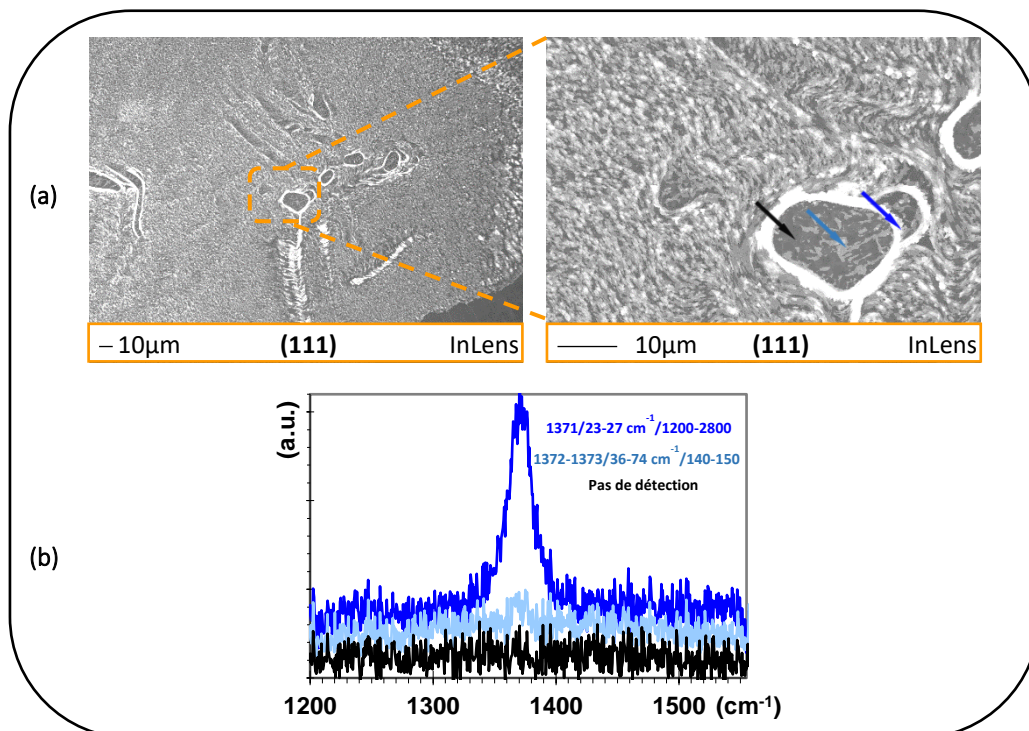 (a)
– 10µm (111) InLens
—— 10µm (111) InLens
(b)
(a.u.)
1371/23-27 cm⁻¹/1200-2800
1372-1373/36-74 cm⁻¹/140-150
Pas de détection
1200 1300 1400 1500 (cm⁻¹)